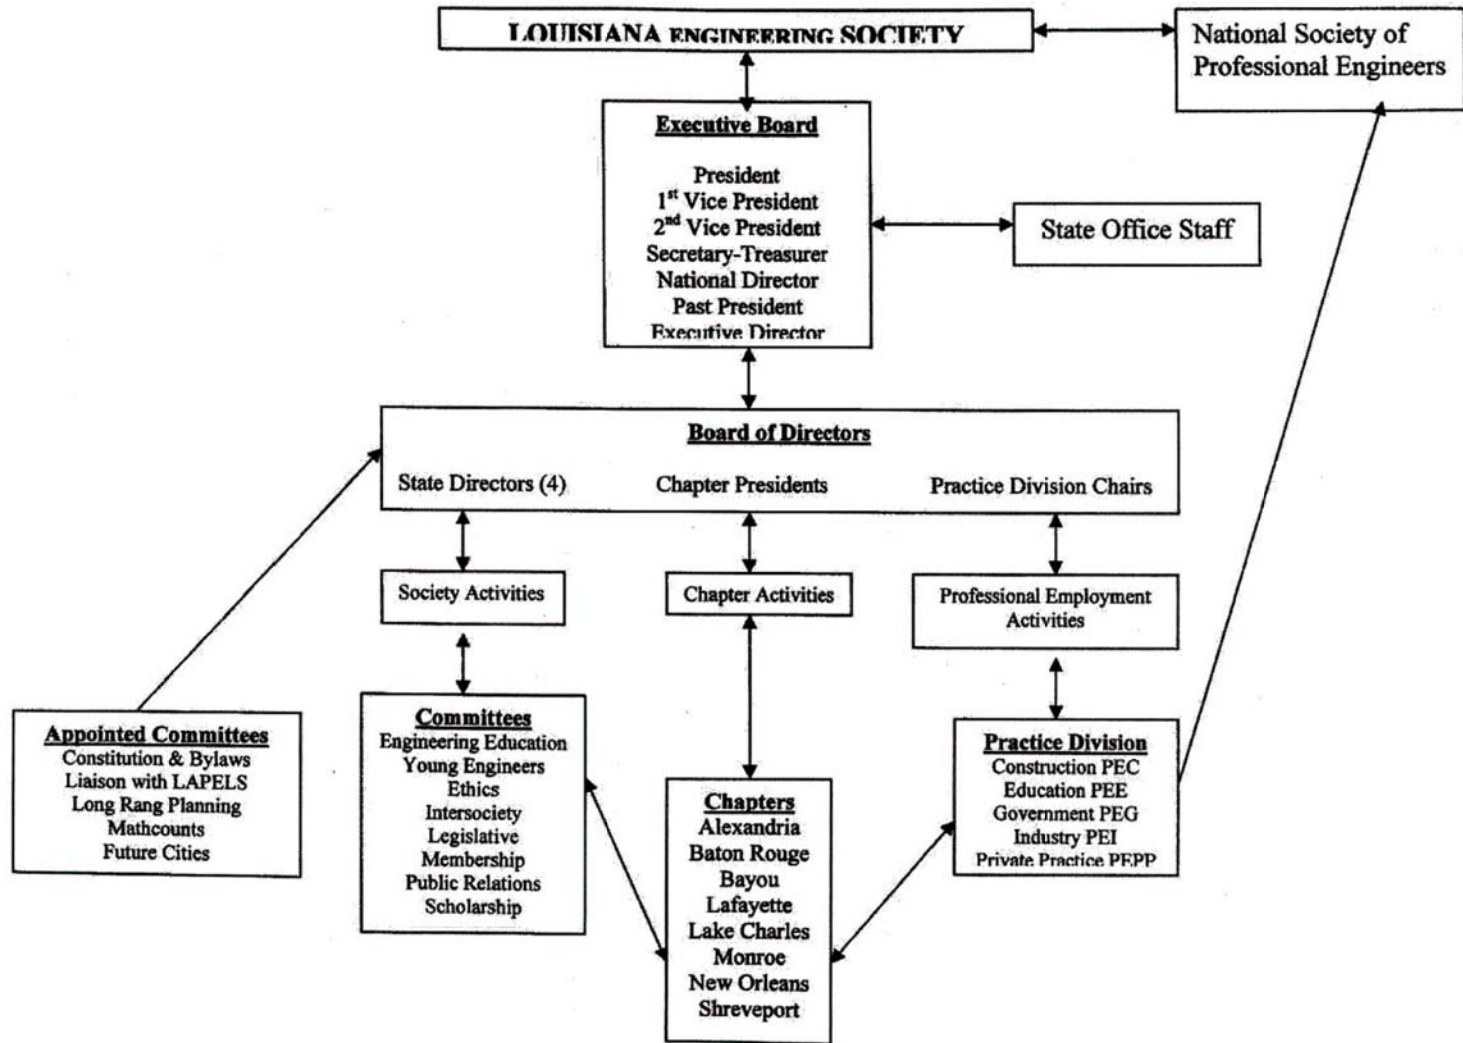 LOUISIANA ENGINEERING SOCIETY
National Society of
Professional Engineers
Executive Board
President
1st Vice President
2nd Vice President
Secretary-Treasurer
National Director
Past President
Executive Director
State Office Staff
Board of Directors
State Directors (4)
Chapter Presidents
Practice Division Chairs
Society Activities
Chapter Activities
Professional Employment
Activities
Appointed Committees
Constitution & Bylaws
Liaison with LAPELS
Long Rang Planning
Mathcounts
Future Cities
Committees
Engineering Education
Young Engineers
Ethics
Intersociety
Legislative
Membership
Public Relations
Scholarship
Chapters
Alexandria
Baton Rouge
Bayou
Lafayette
Lake Charles
Monroe
New Orleans
Shreveport
Practice Division
Construction PEC
Education PEE
Government PEG
Industry PEI
Private Practice PEPP